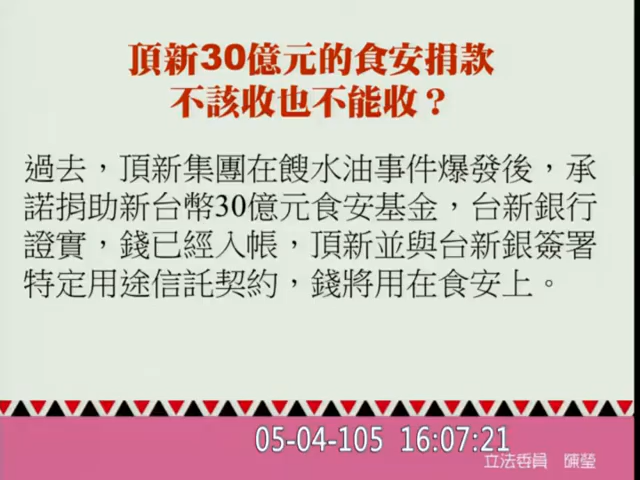 頂新30億元的食安捐款
不該收也不能收？
過去，頂新集團在餿水油事件爆發後，承
諾捐助新台幣30億元食安基金，台新銀行
證實，錢已經入帳，頂新並與台新銀簽署
特定用途信託契約，錢將用在食安上。
05-04-105 16:07:21
立法委員 陳瑩